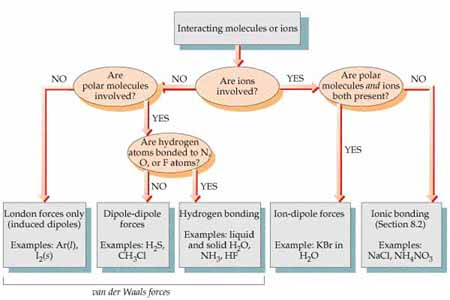 Interacting molecules or ions
Are
polar molecules
involved?
NO
NO
Are ions
involved?
YES
Are polar
molecules and ions
both present?
NO
YES
Are hydrogen
atoms bonded to N,
O, or F atoms?
NO
YES
YES
London forces only
(induced dipoles)
Examples: Ar(l),
I₂(s)
Dipole-dipole
forces
Examples: H₂S,
CH₃Cl
Hydrogen bonding
Examples: liquid
and solid H₂O,
NH₃, HF
Ion-dipole forces
Example: KBr in
H₂O
Ionic bonding
(Section 8.2)
Examples:
NaCl, NH₄NO₃
van der Waals forces